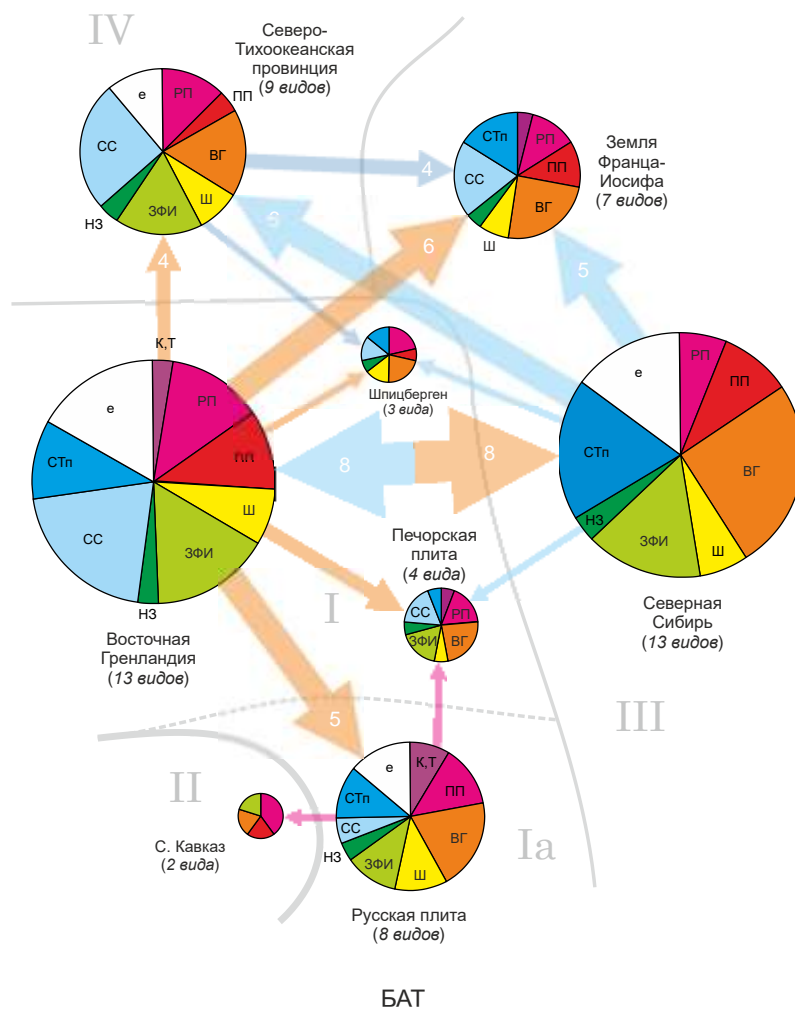 IV
Северо-
Тихоокеанская
провинция
(9 видов)
е
РП
ПП
СС
ВГ
Ш
ЗФИ
НЗ
4
СТп
РП
ПП
СС
ВГ
Ш
Земля
Франца-
Иосифа
(7 видов)
6
6
5
4
К,Т
Шпицберген
(3 вида)
е
РП
ПП
СТп
Ш
СС
ЗФИ
НЗ
Восточная
Гренландия
(13 видов)
8
8
е
РП
ПП
СТп
ВГ
НЗ
ЗФИ
Ш
Северная
Сибирь
(13 видов)
Печорская
плита
(4 вида)
СС
РП
ЗФИ
ВГ
I
III
5
II
С. Кавказ
(2 вида)
е
К,Т
ПП
СТп
СС
ВГ
НЗ
ЗФИ
Ш
Iа
Русская плита
(8 видов)
БАТ